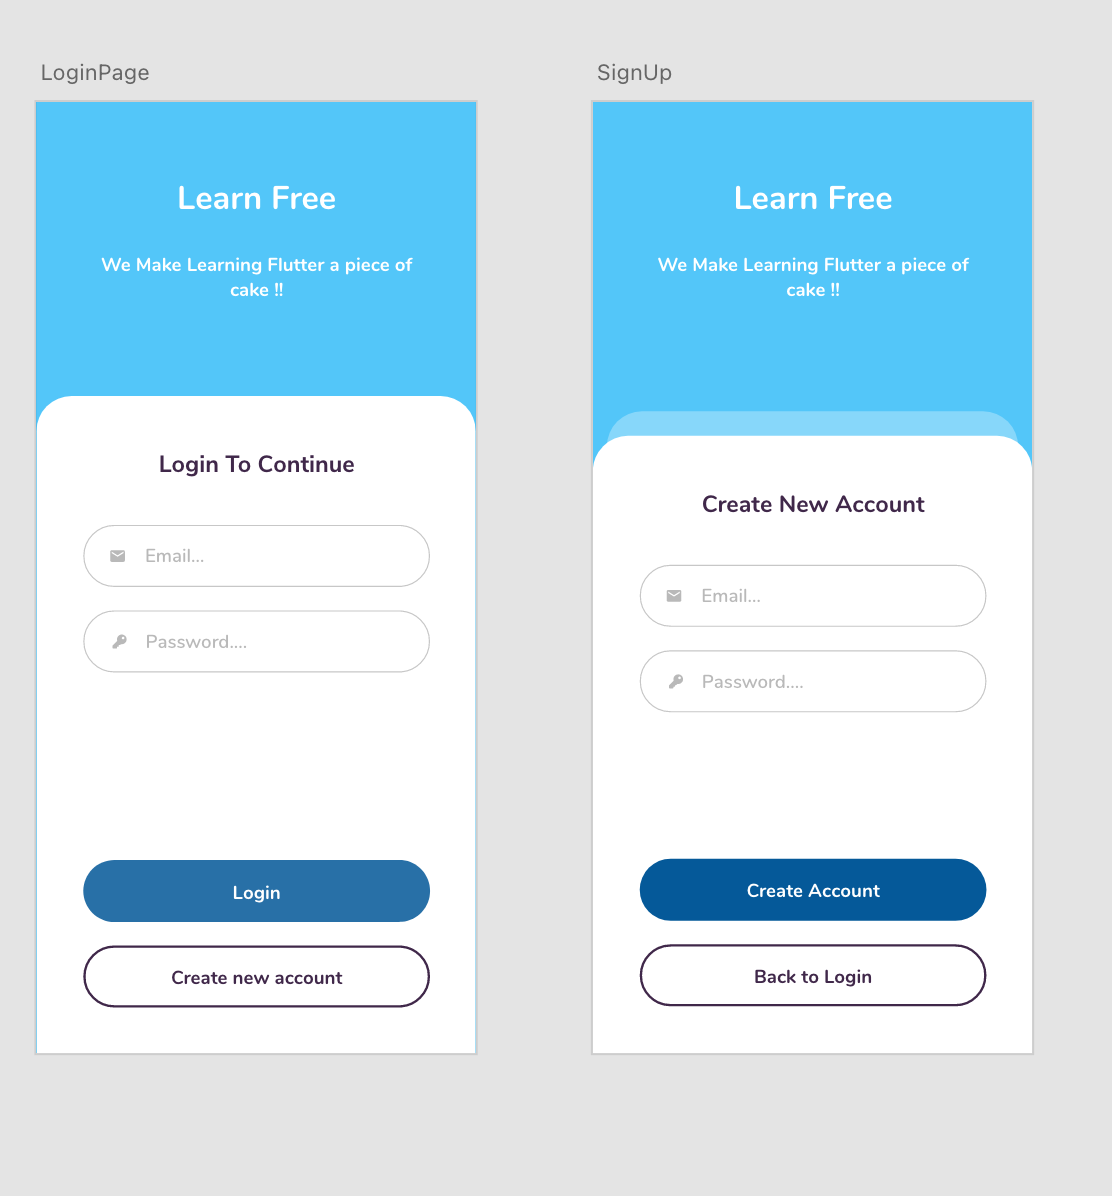 LoginPage
Learn Free
We Make Learning Flutter a piece of
cake !!
Login To Continue
Email...
Password....
Login
Create new account
SignUp
Learn Free
We Make Learning Flutter a piece of
cake !!
Create New Account
Email...
Password....
Create Account
Back to Login